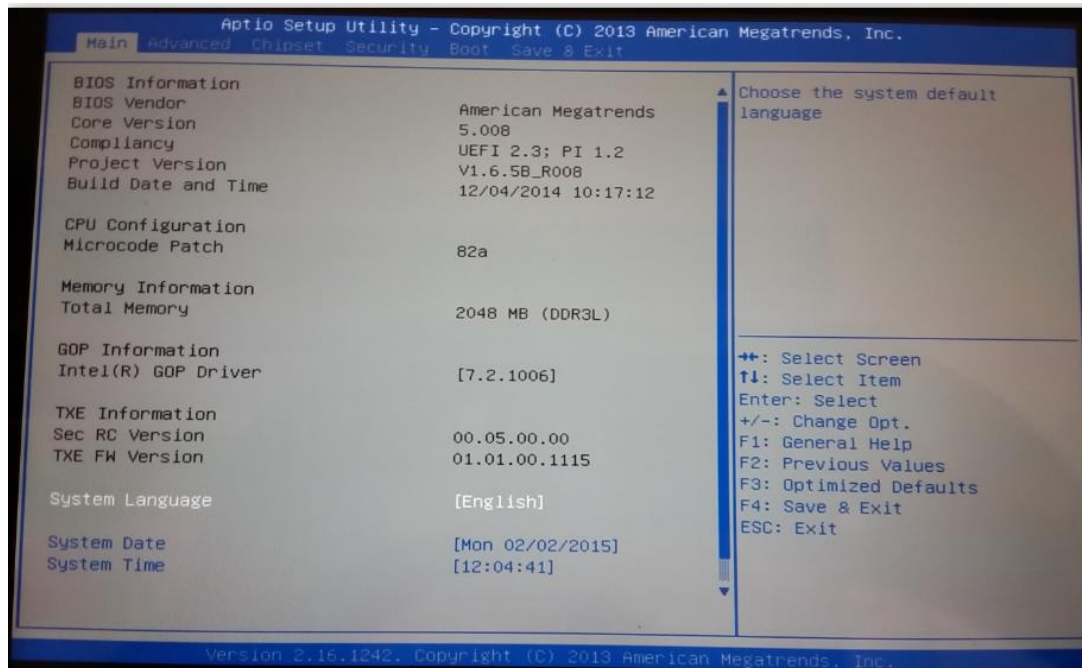 Aptio Setup Utility – Copyright (C) 2013 American Megatrends, Inc.
Main Advanced Chipset Security Boot Save & Exit
BIOS Information
BIOS Vendor American Megatrends
Core Version 5.008
Compliancy UEFI 2.3; PI 1.2
Project Version V1.6.5B_R008
Build Date and Time 12/04/2014 10:17:12
CPU Configuration
Microcode Patch 82a
Memory Information
Total Memory 2048 MB (DDR3L)
GOP Information
Intel(R) GOP Driver [7.2.1006]
TXE Information
Sec RC Version 00.05.00.00
TXE FW Version 01.01.00.1115
System Language [English]
System Date [Mon 02/02/2015]
System Time [12:04:41]
Choose the system default
language
→←: Select Screen
↑↓: Select Item
Enter: Select
+/-: Change Opt.
F1: General Help
F2: Previous Values
F3: Optimized Defaults
F4: Save & Exit
ESC: Exit
Version 2.16.1242. Copyright (C) 2013 American Megatrends, Inc.